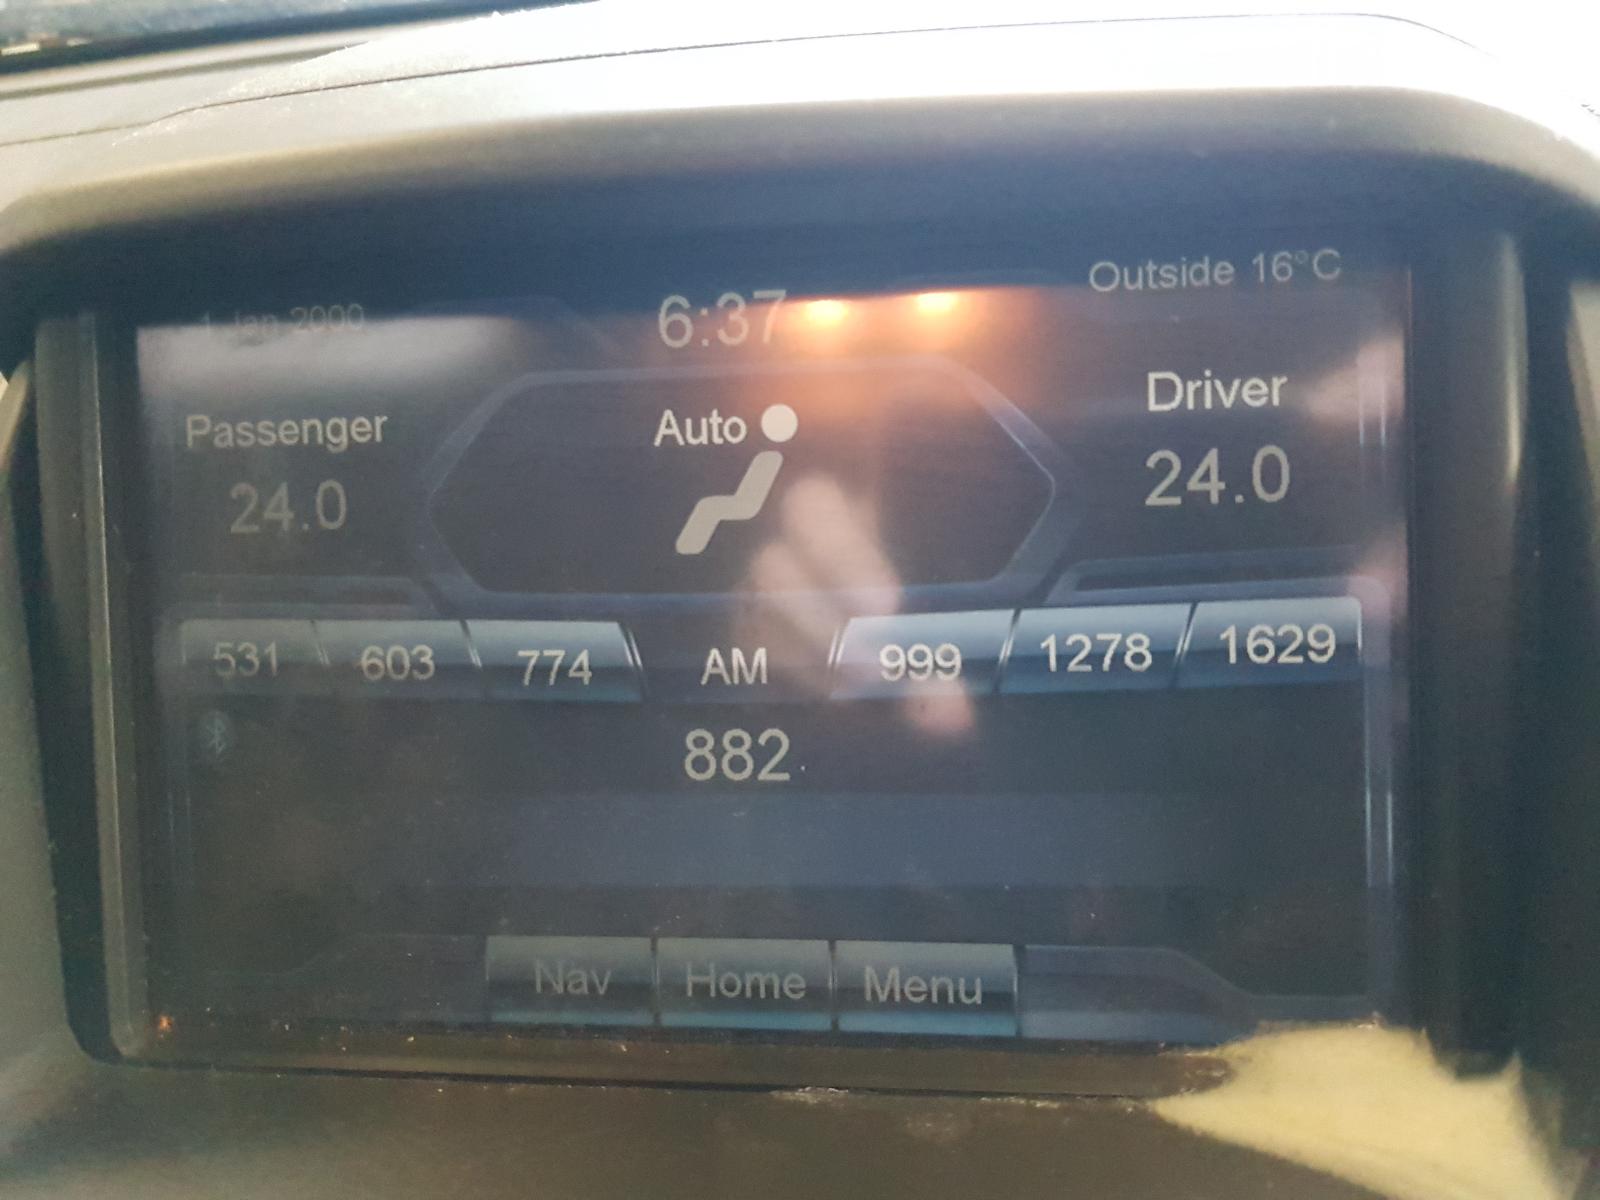 1 Jan 2000 6:37 Outside 16°C
Passenger Auto Driver
24.0 24.0
531 603 774 AM 999 1278 1629
882
Nav Home Menu